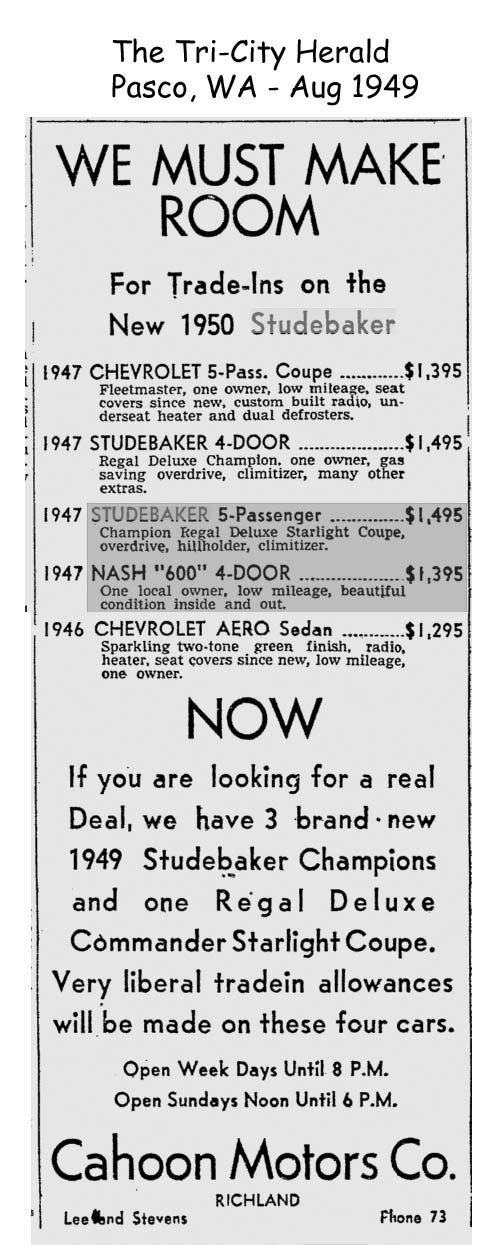 The Tri-City Herald
Pasco, WA - Aug 1949
WE MUST MAKE
ROOM
For Trade-Ins on the
New 1950 Studebaker
1947 CHEVROLET 5-Pass. Coupe ............$1,395
Fleetmaster, one owner, low mileage, seat
covers since new, custom built radio, un-
derseat heater and dual defrosters.
1947 STUDEBAKER 4-DOOR ....................$1,495
Regal Deluxe Champion, one owner, gas
saving overdrive, climitizer, many other
extras.
1947 STUDEBAKER 5-Passenger ..............$1,495
Champion Regal Deluxe Starlight Coupe,
overdrive, hillholder, climitizer.
1947 NASH "600" 4-DOOR ....................$1,395
One local owner, low mileage, beautiful
condition inside and out.
1946 CHEVROLET AERO Sedan ............$1,295
Sparkling two-tone green finish, radio,
heater, seat covers since new, low mileage,
one owner.
NOW
If you are looking for a real
Deal, we have 3 brand-new
1949 Studebaker Champions
and one Regal Deluxe
Commander Starlight Coupe.
Very liberal tradein allowances
will be made on these four cars.
Open Week Days Until 8 P.M.
Open Sundays Noon Until 6 P.M.
Cahoon Motors Co.
RICHLAND
Lee and Stevens Phone 73